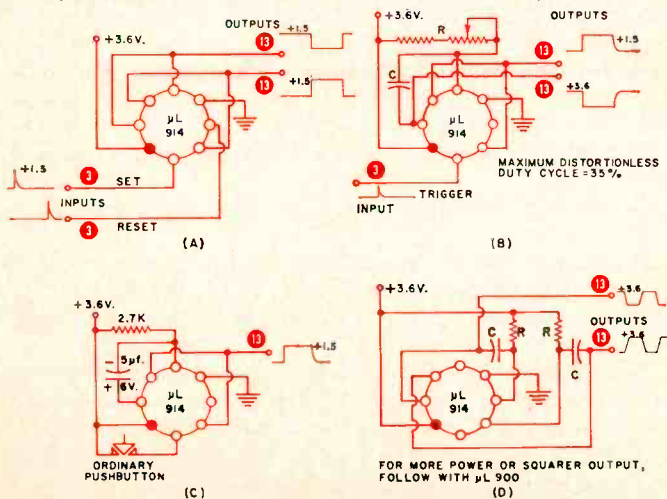 +3.6V.
OUTPUTS
13
+1.5
13
+1.5
µL
914
+1.5
3
SET
INPUTS
3
RESET
(A)
+3.6V.
R
OUTPUTS
13
+1.5
C
13
+3.6
µL
914
MAXIMUM DISTORTIONLESS
DUTY CYCLE=35%
3
TRIGGER
INPUT
(B)
+3.6V.
2.7K
13
+1.5
-
5µf.
+
6V.
µL
914
ORDINARY
PUSHBUTTON
(C)
+3.6V.
13
+3.6
OUTPUTS
C
R
R
13
+3.6
C
µL
914
FOR MORE POWER OR SQUARER OUTPUT,
FOLLOW WITH µL 900
(D)